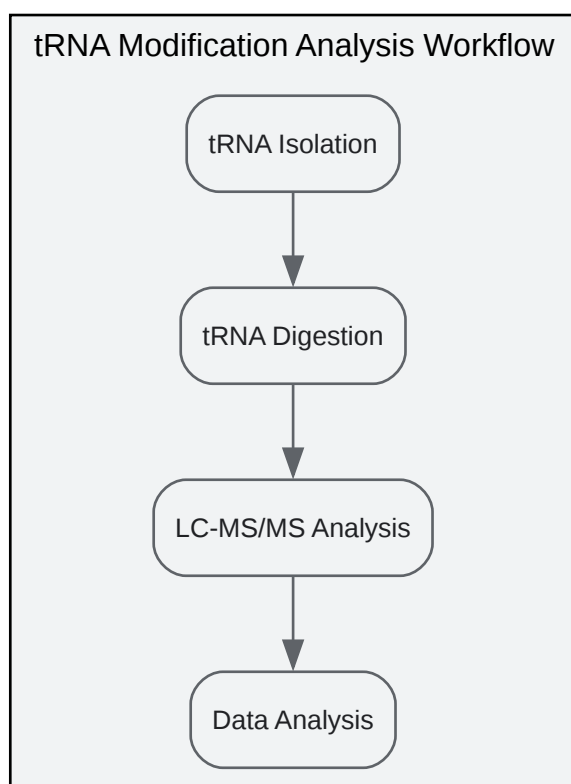 tRNA Modification Analysis Workflow
tRNA Isolation
tRNA Digestion
LC-MS/MS Analysis
Data Analysis